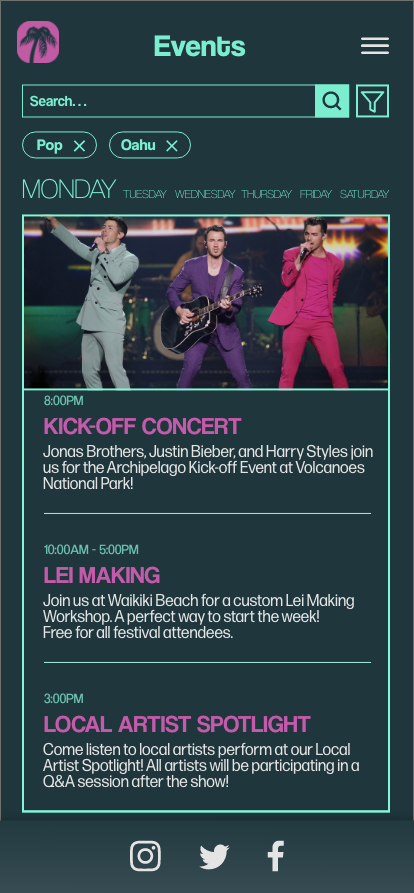 Events
Search...
Pop
Oahu
MONDAY TUESDAY WEDNESDAY THURSDAY FRIDAY SATURDAY
8:00PM
KICK-OFF CONCERT
Jonas Brothers, Justin Bieber, and Harry Styles join
us for the Archipelago Kick-off Event at Volcanoes
National Park!
10:00AM - 5:00PM
LEI MAKING
Join us at Waikiki Beach for a custom Lei Making
Workshop. A perfect way to start the week!
Free for all festival attendees.
3:00PM
LOCAL ARTIST SPOTLIGHT
Come listen to local artists perform at our Local
Artist Spotlight! All artists will be participating in a
Q&A session after the show!